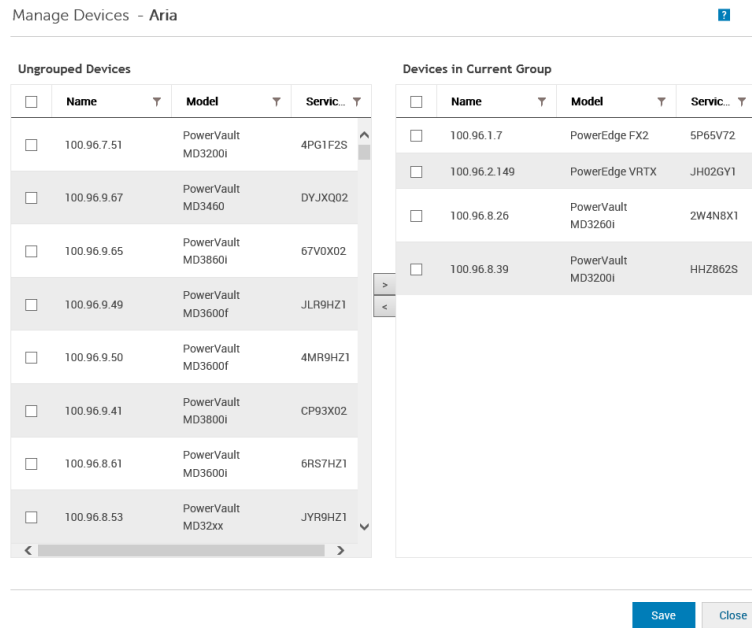 Manage Devices - Aria
?
Ungrouped Devices
Name Model Servic...
100.96.7.51 PowerVault MD3200i 4PG1F2S
100.96.9.67 PowerVault MD3460 DYJXQ02
100.96.9.65 PowerVault MD3860i 67V0X02
100.96.9.49 PowerVault MD3600f JLR9HZ1
100.96.9.50 PowerVault MD3600f 4MR9HZ1
100.96.9.41 PowerVault MD3800i CP93X02
100.96.8.61 PowerVault MD3600i 6RS7HZ1
100.96.8.53 PowerVault MD32xx JYR9HZ1
>
<
Devices in Current Group
Name Model Servic...
100.96.1.7 PowerEdge FX2 5P65V72
100.96.2.149 PowerEdge VRTX JH02GY1
100.96.8.26 PowerVault MD3260i 2W4N8X1
100.96.8.39 PowerVault MD3200i HHZ862S
Save Close